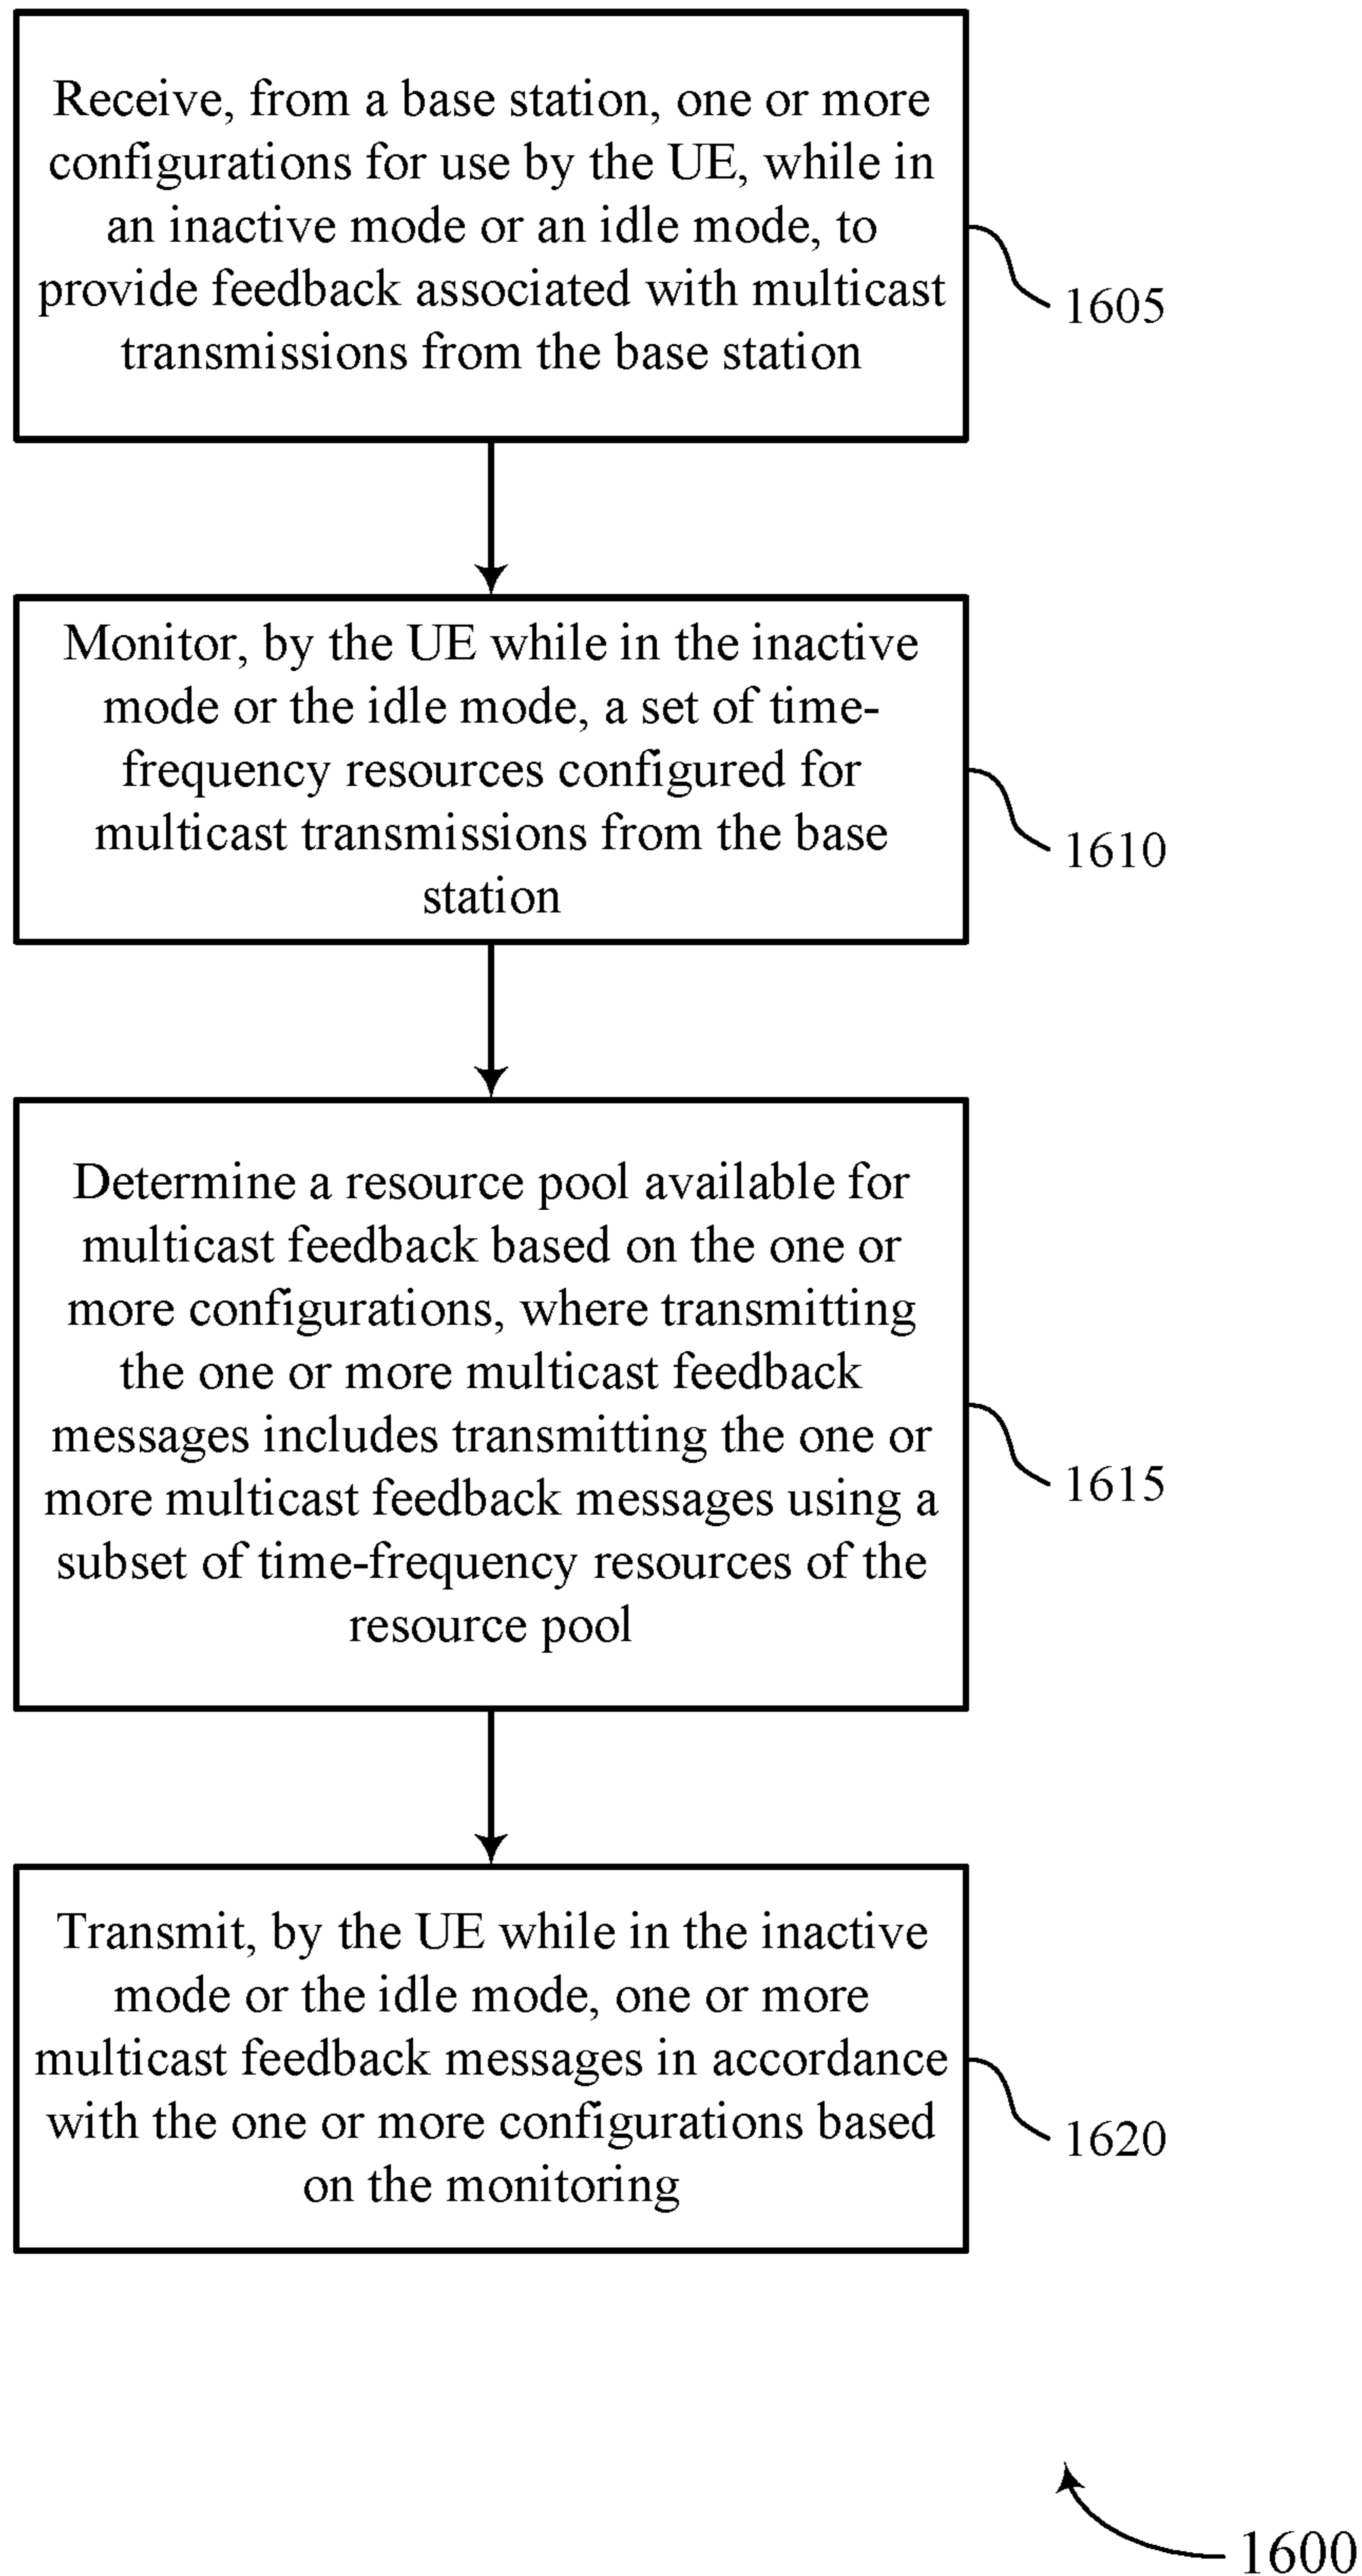 Receive, from a base station, one or more
configurations for use by the UE, while in
an inactive mode or an idle mode, to
provide feedback associated with multicast
transmissions from the base station
1605
Monitor, by the UE while in the inactive
mode or the idle mode, a set of time-
frequency resources configured for
multicast transmissions from the base
station
1610
Determine a resource pool available for
multicast feedback based on the one or
more configurations, where transmitting
the one or more multicast feedback
messages includes transmitting the one or
more multicast feedback messages using a
subset of time-frequency resources of the
resource pool
1615
Transmit, by the UE while in the inactive
mode or the idle mode, one or more
multicast feedback messages in accordance
with the one or more configurations based
on the monitoring
1620
1600